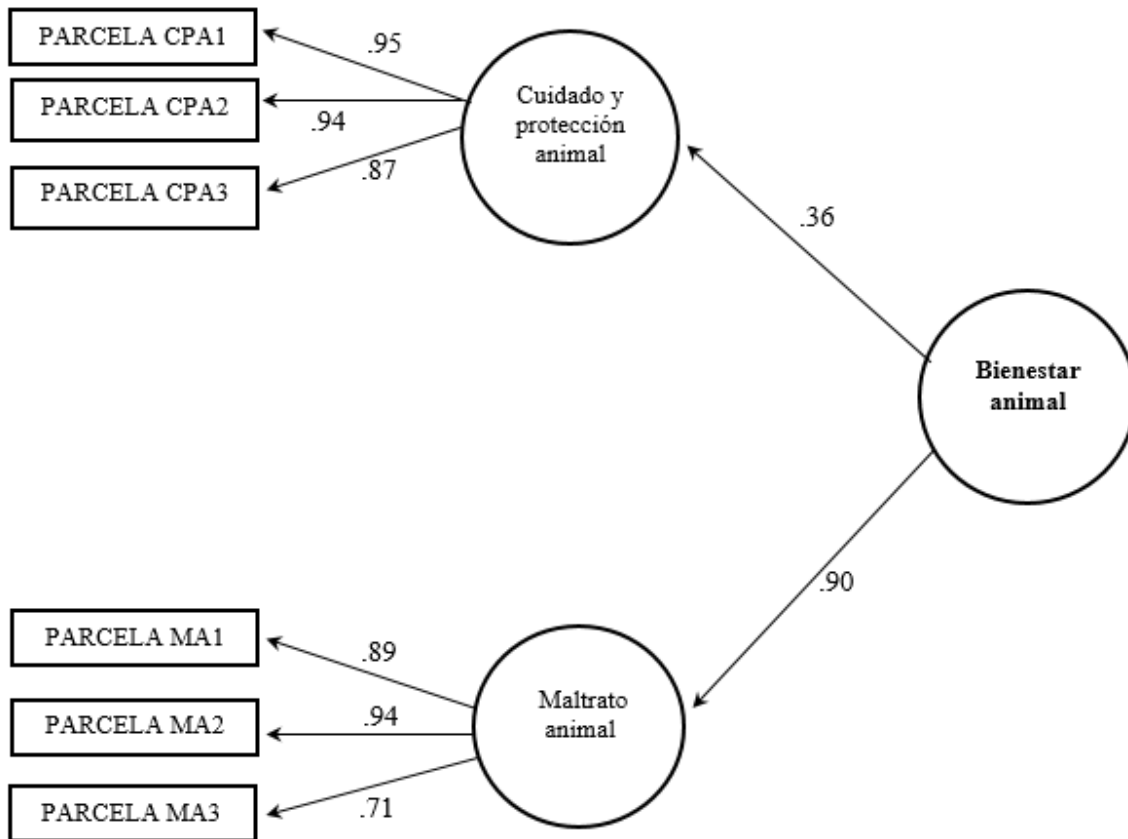 PARCELA CPA1
.95
PARCELA CPA2
.94
PARCELA CPA3
.87
Cuidado y
protección
animal
.36
Bienestar
animal
.90
PARCELA MA1
.89
PARCELA MA2
.94
PARCELA MA3
.71
Maltrato
animal